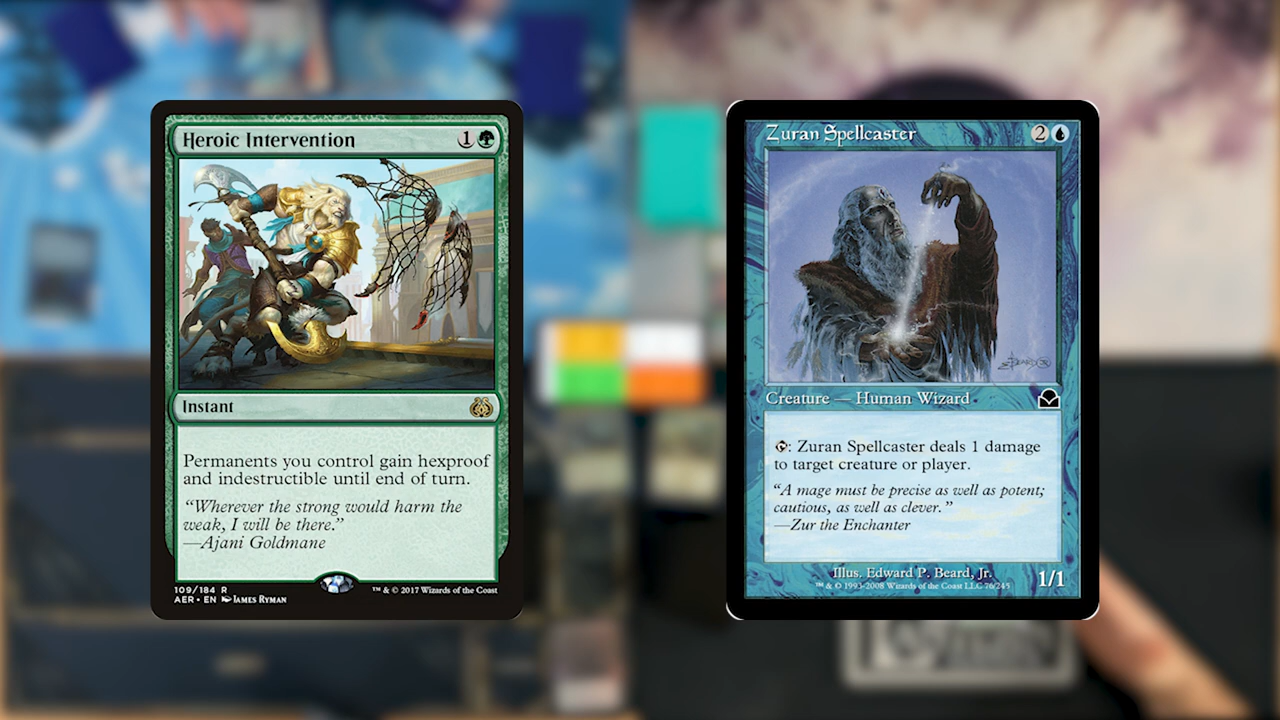 Heroic Intervention 1
Instant
Permanents you control gain hexproof
and indestructible until end of turn.
“Wherever the strong would harm the
weak, I will be there.”
—Ajani Goldmane
109/184 R
AER • EN James Ryman
™ & © 2017 Wizards of the Coast
Zuran Spellcaster 2
Creature — Human Wizard
: Zuran Spellcaster deals 1 damage
to target creature or player.
“A mage must be precise as well as potent;
cautious, as well as clever.”
—Zur the Enchanter
Illus. Edward P. Beard, Jr.
™ & © 1993-2008 Wizards of the Coast LLC 76/245
1/1